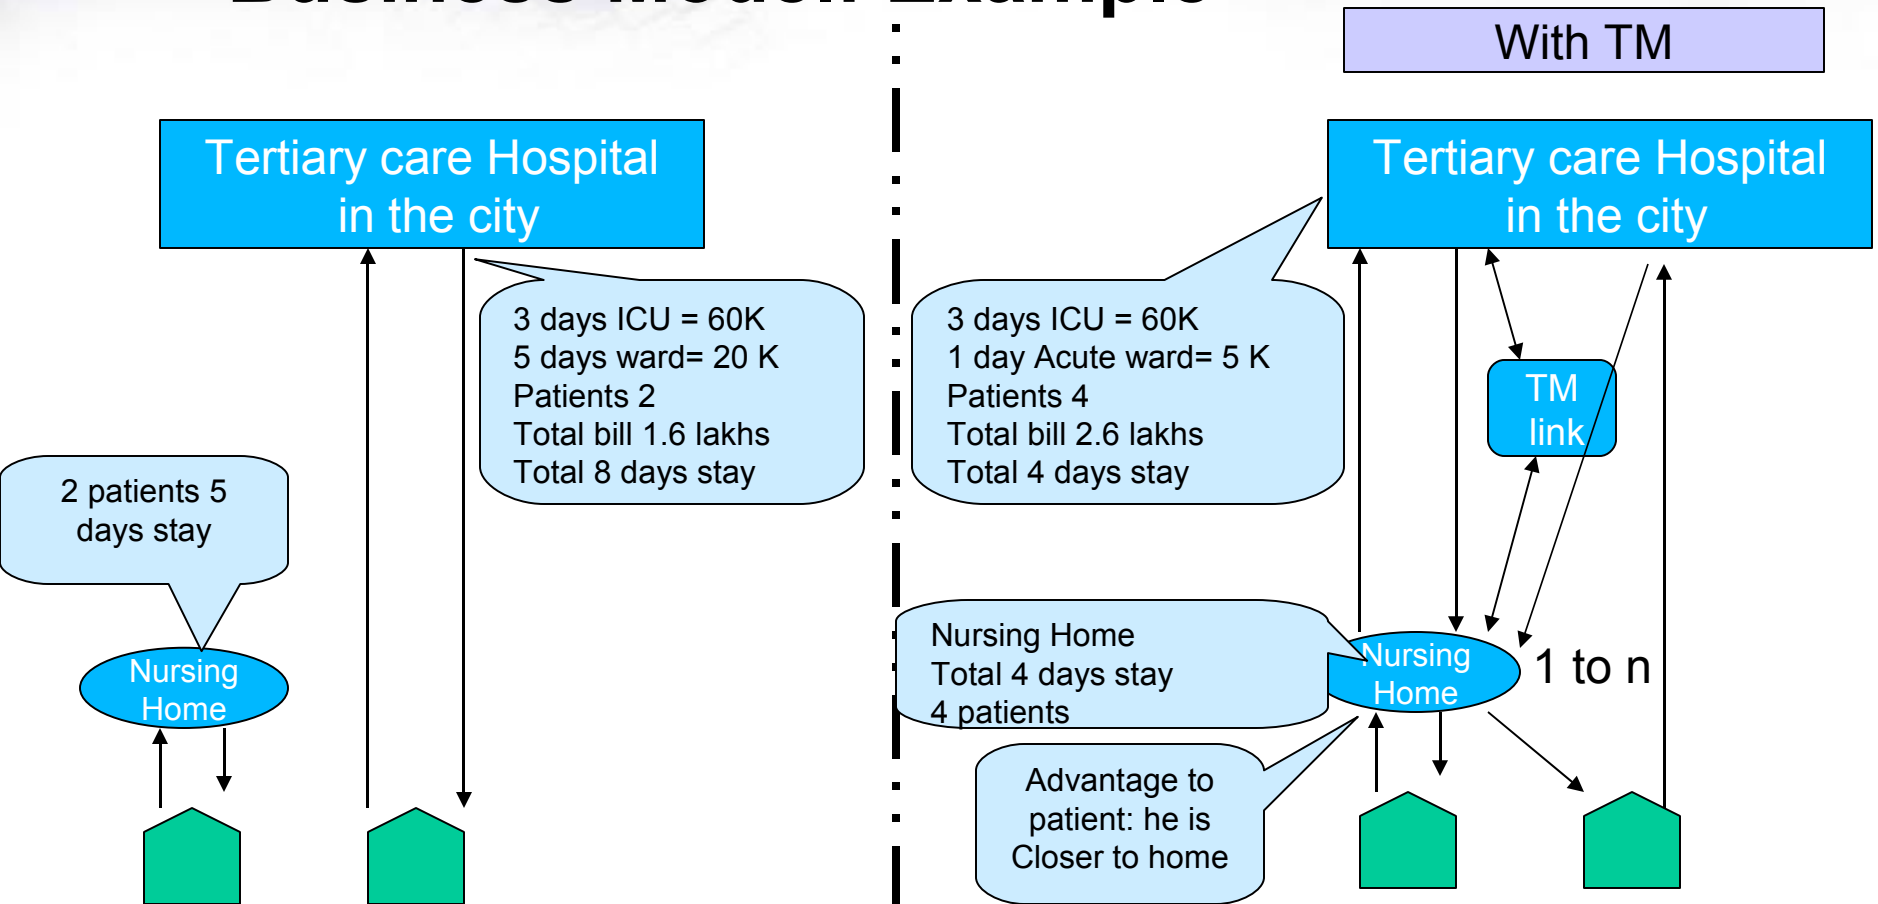 Business Model: Example
With TM
Tertiary care Hospital
in the city
3 days ICU = 60K
5 days ward= 20 K
Patients 2
Total bill 1.6 lakhs
Total 8 days stay
2 patients 5
days stay
Nursing
Home
Tertiary care Hospital
in the city
3 days ICU = 60K
1 day Acute ward= 5 K
Patients 4
Total bill 2.6 lakhs
Total 4 days stay
TM
link
Nursing Home
Total 4 days stay
4 patients
Nursing
Home
1 to n
Advantage to
patient: he is
Closer to home